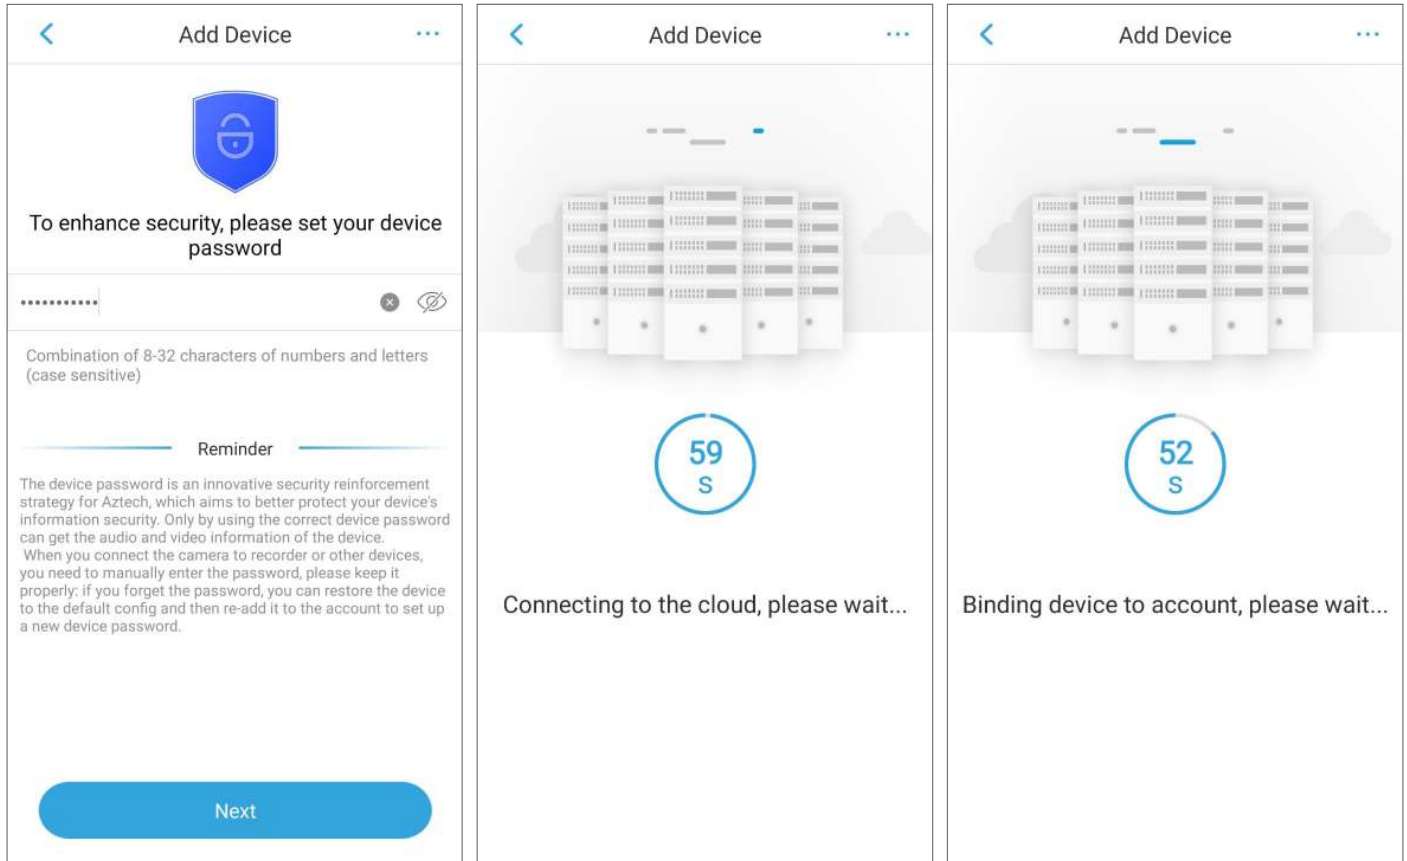 Add Device
To enhance security, please set your device
password
•••••••••••
Combination of 8-32 characters of numbers and letters
(case sensitive)
Reminder
The device password is an innovative security reinforcement
strategy for Aztech, which aims to better protect your device's
information security. Only by using the correct device password
can get the audio and video information of the device.
When you connect the camera to recorder or other devices,
you need to manually enter the password, please keep it
properly: if you forget the password, you can restore the device
to the default config and then re-add it to the account to set up
a new device password.
Next
Add Device
59
S
Connecting to the cloud, please wait...
Add Device
52
S
Binding device to account, please wait...